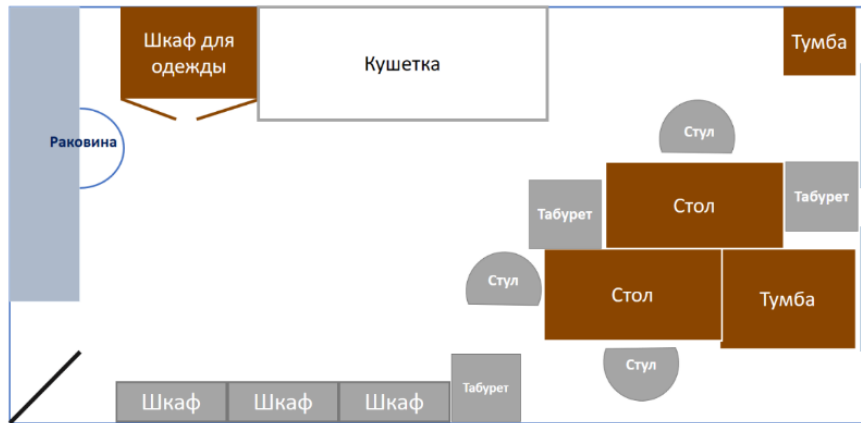 Шкаф для
одежды
Кушетка
Тумба
Раковина
Стул
Табурет
Стол
Табурет
Стул
Стол
Тумба
Стул
Шкаф
Шкаф
Шкаф
Табурет